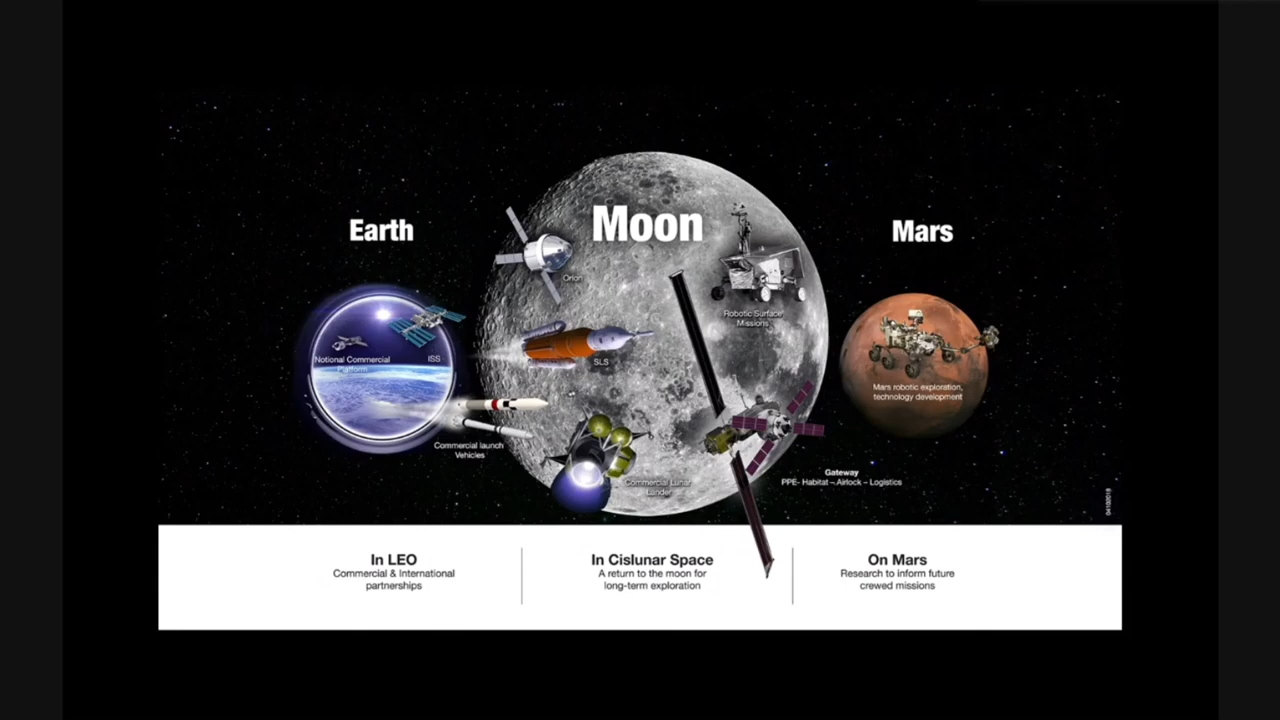 Earth
Moon
Mars
Orion
Robotic Surface
Missions
Notional Commercial
Platform
ISS
SLS
Mars robotic exploration,
technology development
Commercial launch
Vehicles
Commercial Lunar
Lander
Gateway
PPE- Habitat – Airlock – Logistics
In LEO
Commercial & International
partnerships
In Cislunar Space
A return to the moon for
long-term exploration
On Mars
Research to inform future
crewed missions